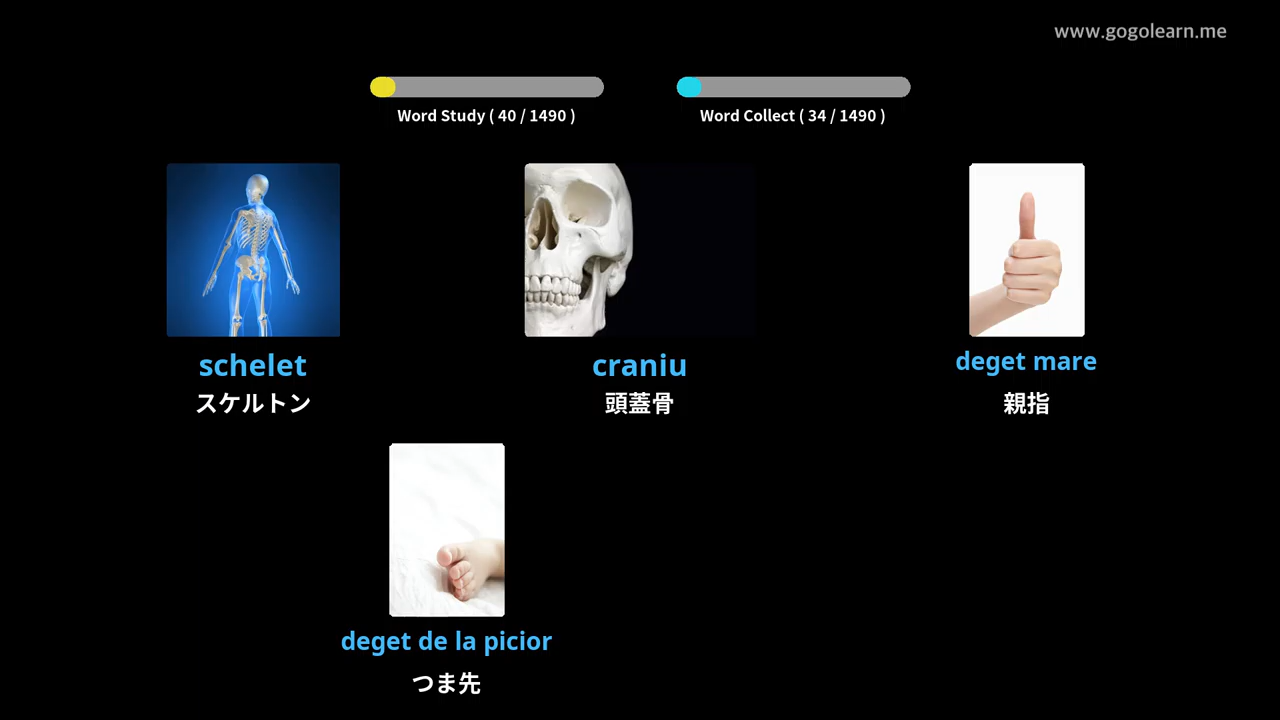 www.gogolearn.me
Word Study ( 40 / 1490 )
Word Collect ( 34 / 1490 )
schelet
スケルトン
craniu
頭蓋骨
deget mare
親指
deget de la picior
つま先